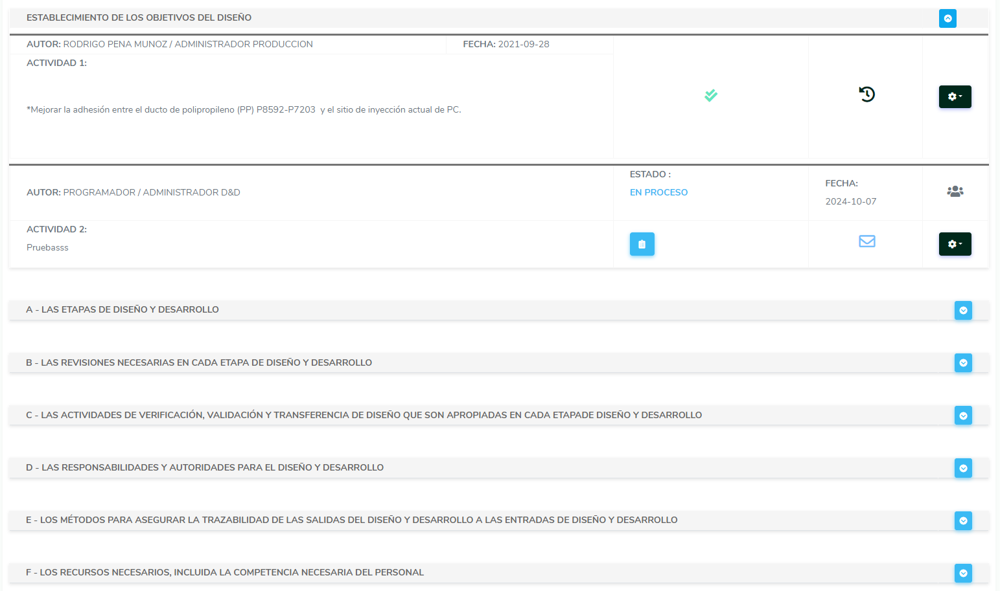 ESTABLECIMIENTO DE LOS OBJETIVOS DEL DISEÑO
AUTOR: RODRIGO PENA MUNOZ / ADMINISTRADOR PRODUCCION
FECHA: 2021-09-28
ACTIVIDAD 1:
*Mejorar la adhesión entre el ducto de polipropileno (PP) P8592-P7203 y el sitio de inyección actual de PC.
AUTOR: PROGRAMADOR / ADMINISTRADOR D&D
ESTADO :
EN PROCESO
FECHA:
2024-10-07
ACTIVIDAD 2:
Pruebasss
A - LAS ETAPAS DE DISEÑO Y DESARROLLO
B - LAS REVISIONES NECESARIAS EN CADA ETAPA DE DISEÑO Y DESARROLLO
C - LAS ACTIVIDADES DE VERIFICACIÓN, VALIDACIÓN Y TRANSFERENCIA DE DISEÑO QUE SON APROPIADAS EN CADA ETAPADE DISEÑO Y DESARROLLO
D - LAS RESPONSABILIDADES Y AUTORIDADES PARA EL DISEÑO Y DESARROLLO
E - LOS MÉTODOS PARA ASEGURAR LA TRAZABILIDAD DE LAS SALIDAS DEL DISEÑO Y DESARROLLO A LAS ENTRADAS DE DISEÑO Y DESARROLLO
F - LOS RECURSOS NECESARIOS, INCLUIDA LA COMPETENCIA NECESARIA DEL PERSONAL